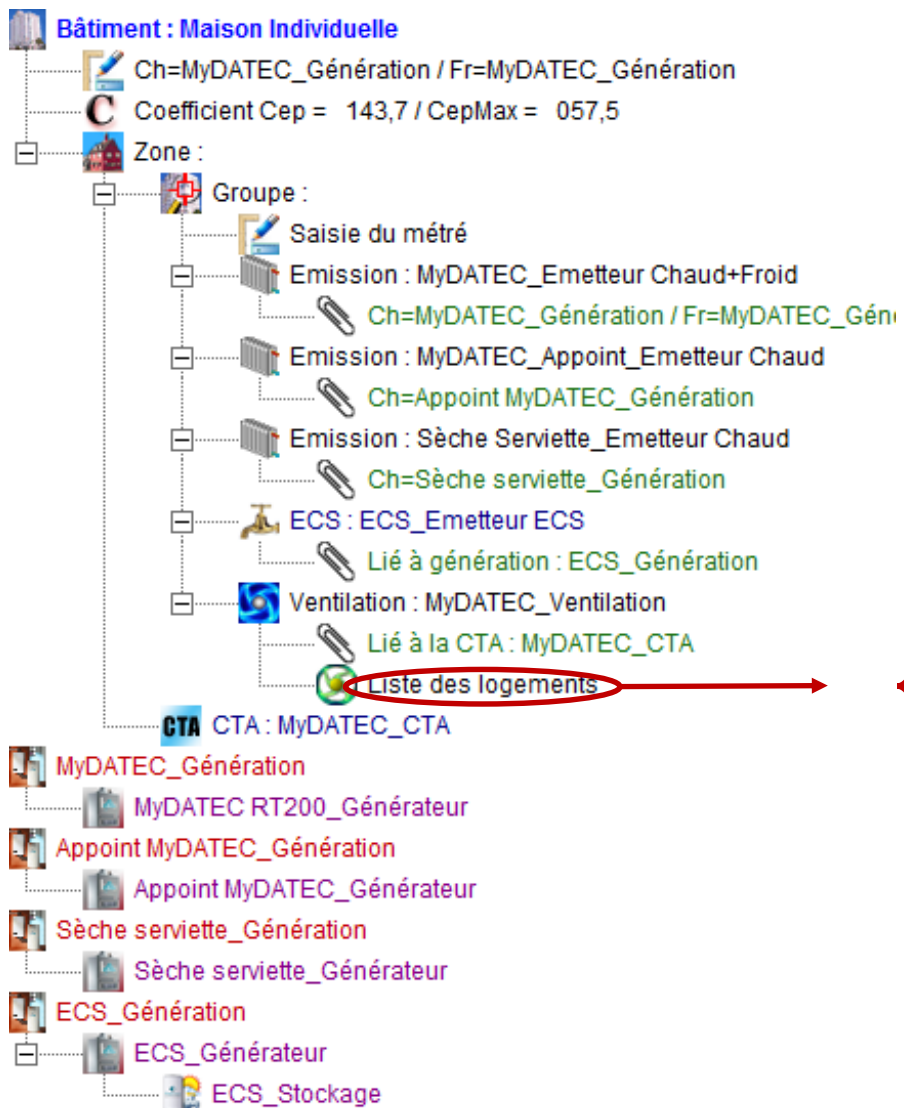 Bâtiment : Maison Individuelle
Ch=MyDATEC_Génération / Fr=MyDATEC_Génération
C Coefficient Cep = 143,7 / CepMax = 057,5
Zone :
Groupe :
Saisie du métré
Emission : MyDATEC_Emetteur Chaud+Froid
Ch=MyDATEC_Génération / Fr=MyDATEC_Géné
Emission : MyDATEC_Appoint_Emetteur Chaud
Ch=Appoint MyDATEC_Génération
Emission : Sèche Serviette_Emetteur Chaud
Ch=Sèche serviette_Génération
ECS : ECS_Emetteur ECS
Lié à génération : ECS_Génération
Ventilation : MyDATEC_Ventilation
Lié à la CTA : MyDATEC_CTA
Liste des logements
CTA CTA : MyDATEC_CTA
MyDATEC_Génération
MyDATEC RT200_Générateur
Appoint MyDATEC_Génération
Appoint MyDATEC_Générateur
Sèche serviette_Génération
Sèche serviette_Générateur
ECS_Génération
ECS_Générateur
ECS_Stockage